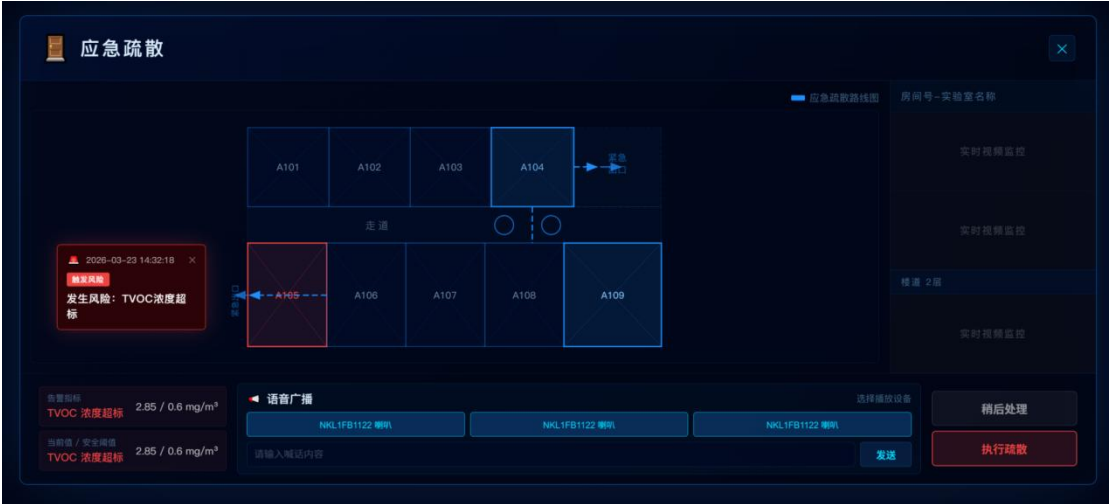 应急疏散
×
应急疏散路线图
房间号-实验室名称
实时视频监控
A101
A102
A103
A104
紧急
出口
走道
实时视频监控
2026-03-23 14:32:18 ×
触发风险
发生风险：TVOC浓度超
标
紧急出口
A105
A106
A107
A108
A109
楼道 2层
实时视频监控
告警指标
TVOC 浓度超标
2.85 / 0.6 mg/m³
当前值 / 安全阈值
TVOC 浓度超标
2.85 / 0.6 mg/m³
语音广播
选择播放设备
NKL1FB1122 喇叭
NKL1FB1122 喇叭
NKL1FB1122 喇叭
请输入喊话内容
发送
稍后处理
执行疏散